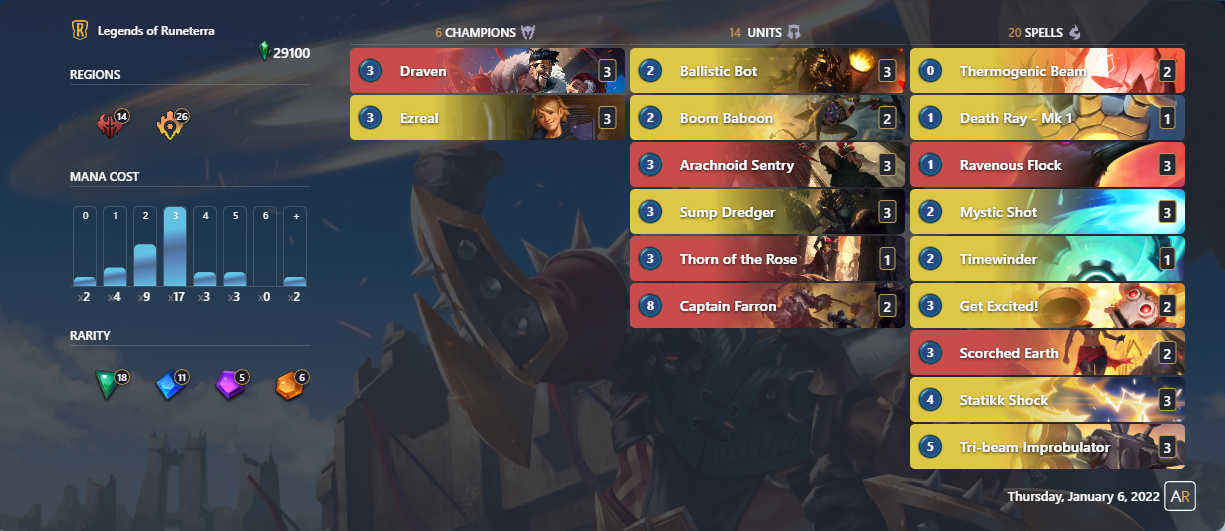 Legends of Runeterra
29100
REGIONS
14
26
MANA COST
0 1 2 3 4 5 6 +
x2 x4 x9 x17 x3 x3 x0 x2
RARITY
18 11 5 6
6 CHAMPIONS
3 Draven 3
3 Ezreal 3
14 UNITS
2 Ballistic Bot 3
2 Boom Baboon 2
3 Arachnoid Sentry 3
3 Sump Dredger 3
3 Thorn of the Rose 1
8 Captain Farron 2
20 SPELLS
0 Thermogenic Beam 2
1 Death Ray - Mk 1 1
1 Ravenous Flock 3
2 Mystic Shot 3
2 Timewinder 1
3 Get Excited! 2
3 Scorched Earth 2
4 Statikk Shock 3
5 Tri-beam Improbulator 3
Thursday, January 6, 2022 AR